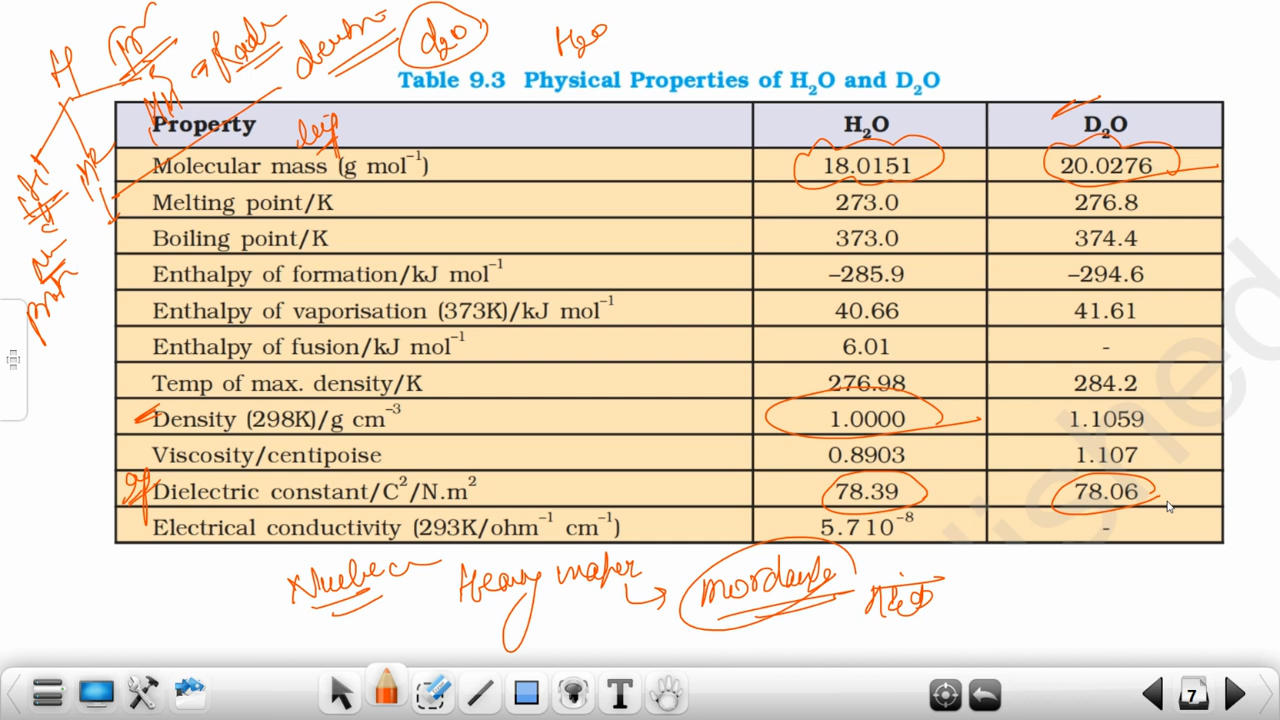 d2O
H2O
Table 9.3 Physical Properties of H₂O and D₂O
Property H₂O D₂O
Molecular mass (g mol⁻¹) 18.0151 20.0276
Melting point/K 273.0 276.8
Boiling point/K 373.0 374.4
Enthalpy of formation/kJ mol⁻¹ –285.9 –294.6
Enthalpy of vaporisation (373K)/kJ mol⁻¹ 40.66 41.61
Enthalpy of fusion/kJ mol⁻¹ 6.01 -
Temp of max. density/K 276.98 284.2
Density (298K)/g cm⁻³ 1.0000 1.1059
Viscosity/centipoise 0.8903 1.107
Dielectric constant/C²/N.m² 78.39 78.06
Electrical conductivity (293K/ohm⁻¹ cm⁻¹) 5.7 10⁻⁸ -
Heavy
7